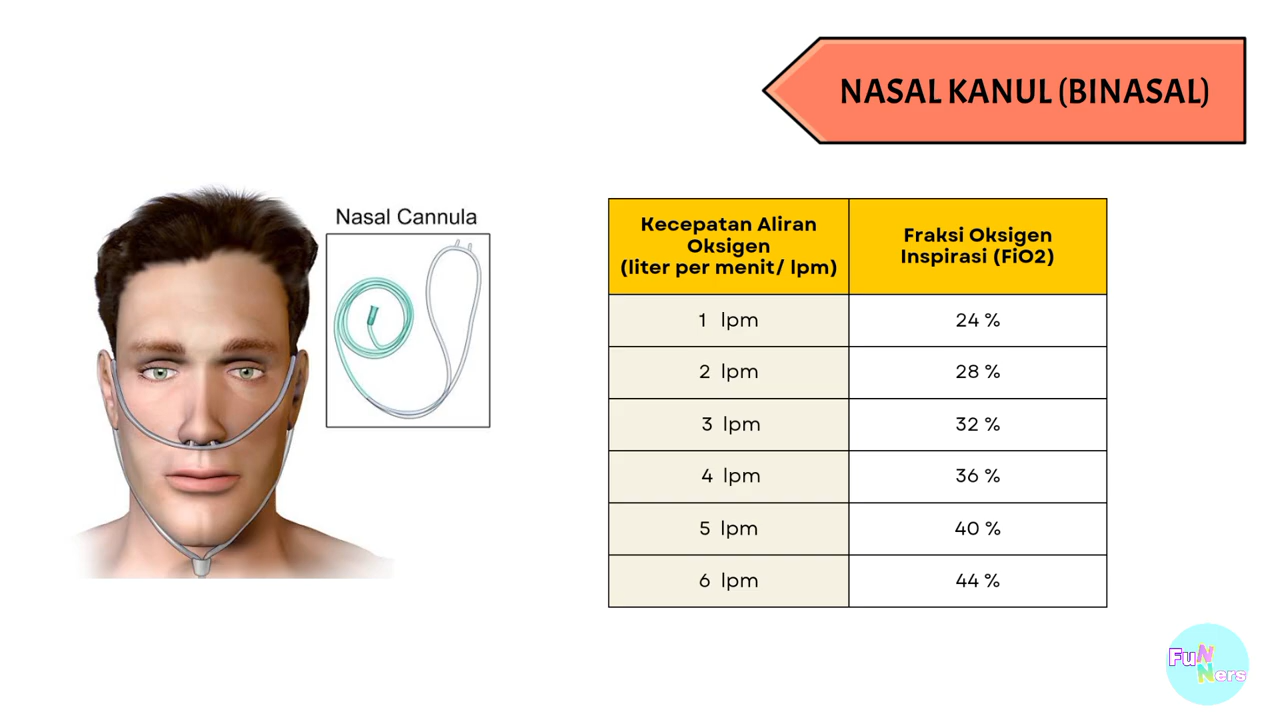 NASAL KANUL (BINASAL)
Nasal Cannula
Kecepatan Aliran
Oksigen
(liter per menit/ lpm)
Fraksi Oksigen
Inspirasi (FiO2)
1 lpm
24 %
2 lpm
28 %
3 lpm
32 %
4 lpm
36 %
5 lpm
40 %
6 lpm
44 %
FuN
Ners